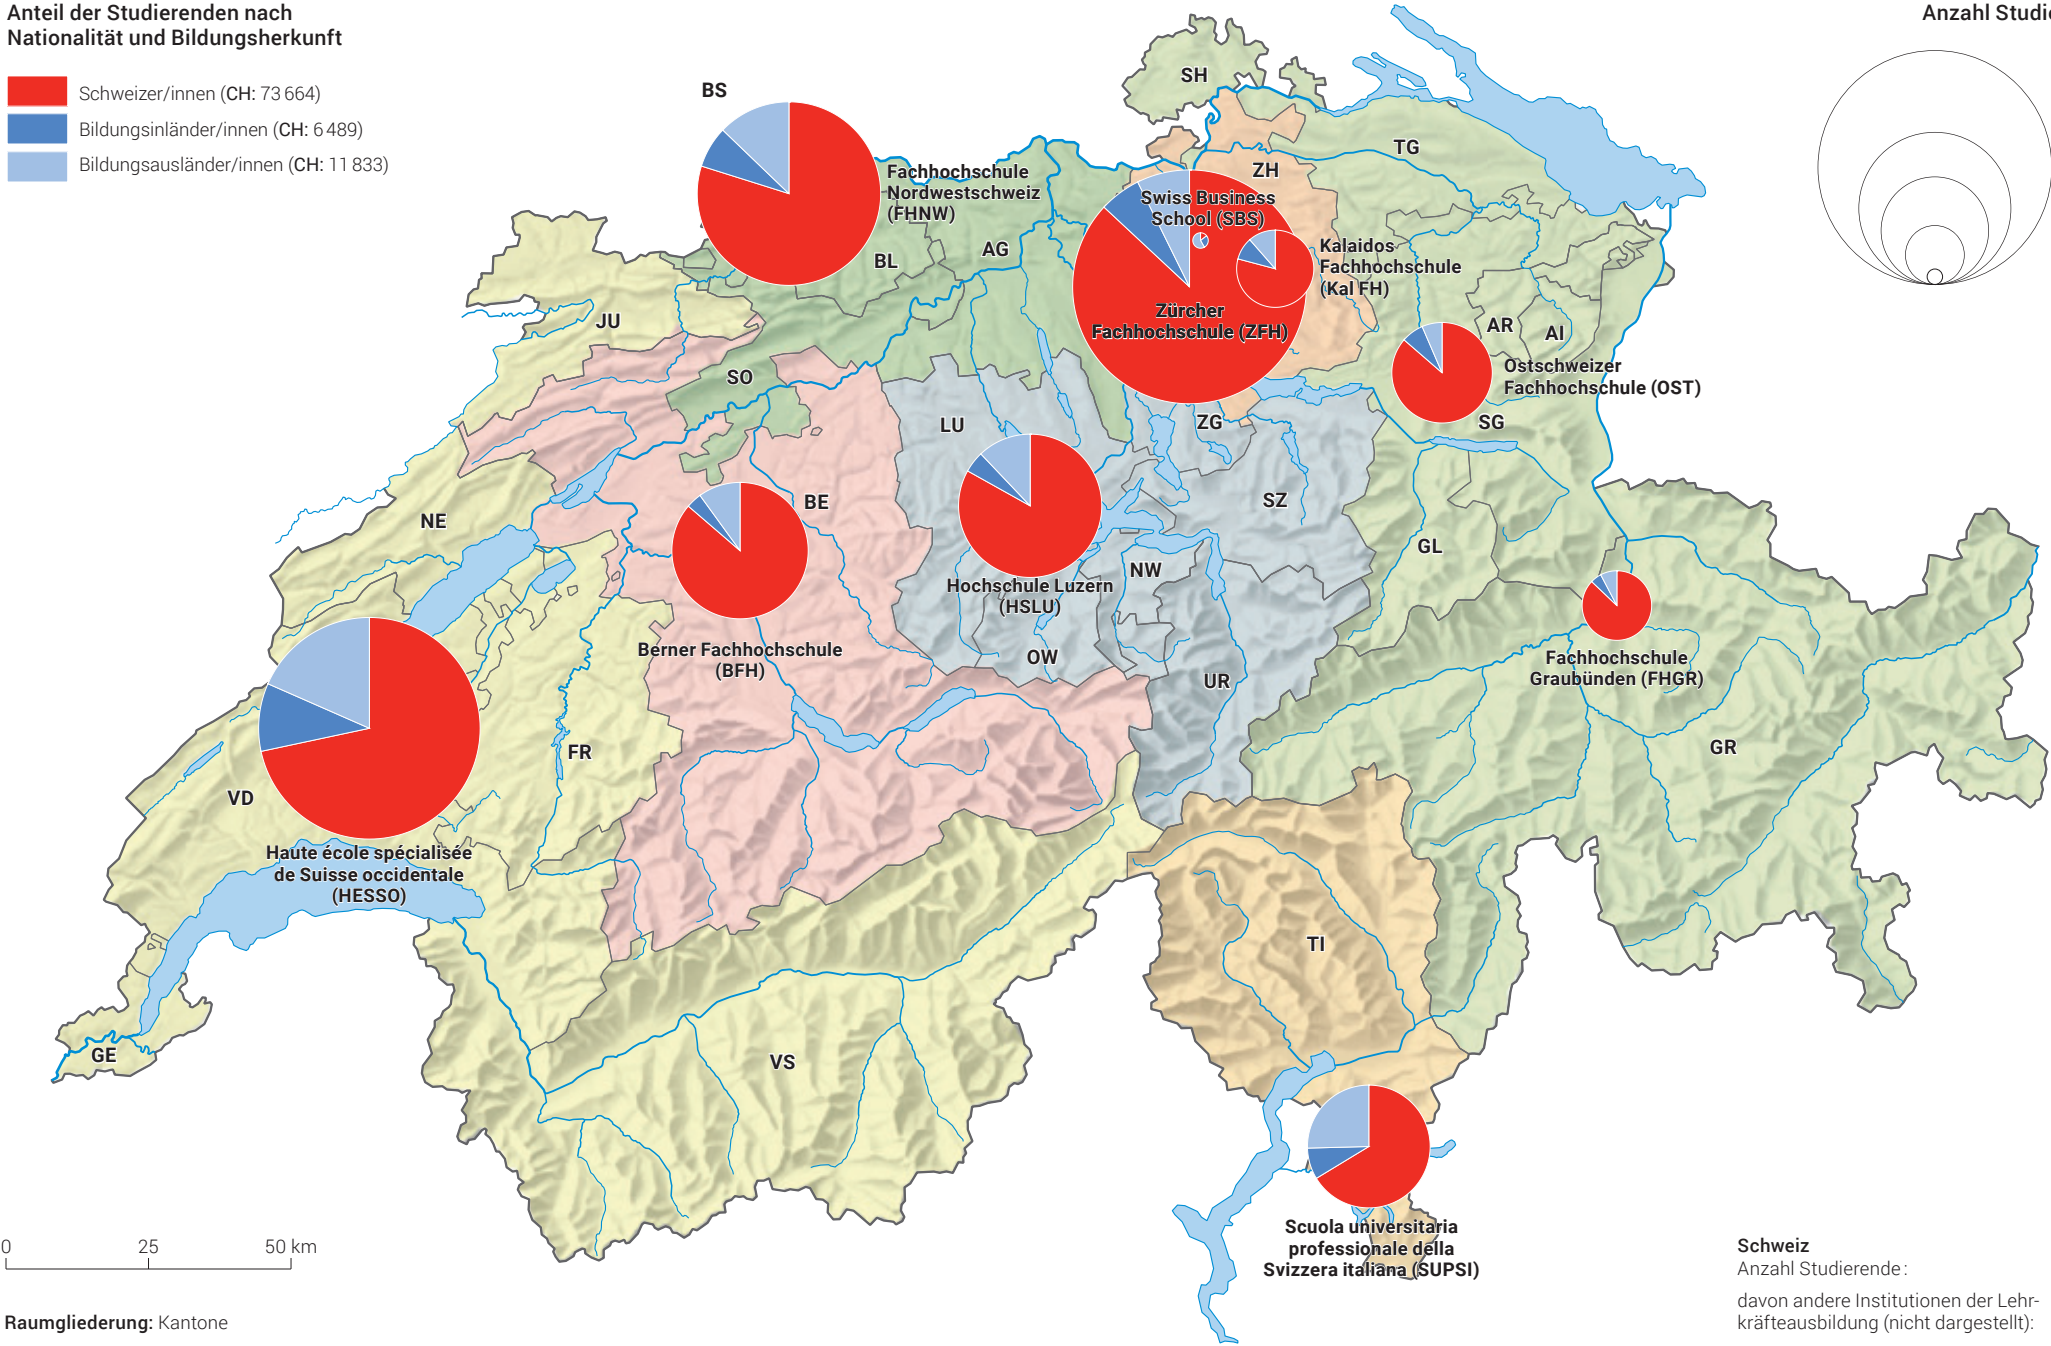 Anteil der Studierenden nach
Nationalität und Bildungsherkunft
Schweizer/innen (CH: 73 664)
Bildungsinländer/innen (CH: 6 489)
Bildungsausländer/innen (CH: 11 833)
Anzahl Studie
BS
SH
TG
ZH
Fachhochschule
Nordwestschweiz
(FHNW)
Swiss Business
School (SBS)
AG
BL
Kalaidos
Fachhochschule
(Kal FH)
JU
Zürcher
Fachhochschule (ZFH)
AR
AI
SO
Ostschweizer
Fachhochschule (OST)
LU
ZG
SG
BE
SZ
NE
GL
NW
Hochschule Luzern
(HSLU)
Berner Fachhochschule
(BFH)
OW
UR
Fachhochschule
Graubünden (FHGR)
FR
GR
VD
Haute école spécialisée
de Suisse occidentale
(HESSO)
TI
GE
VS
Scuola universitaria
professionale della
Svizzera italiana (SUPSI)
0 25 50 km
Raumgliederung: Kantone
Schweiz
Anzahl Studierende:
davon andere Institutionen der Lehr-
kräfteausbildung (nicht dargestellt):